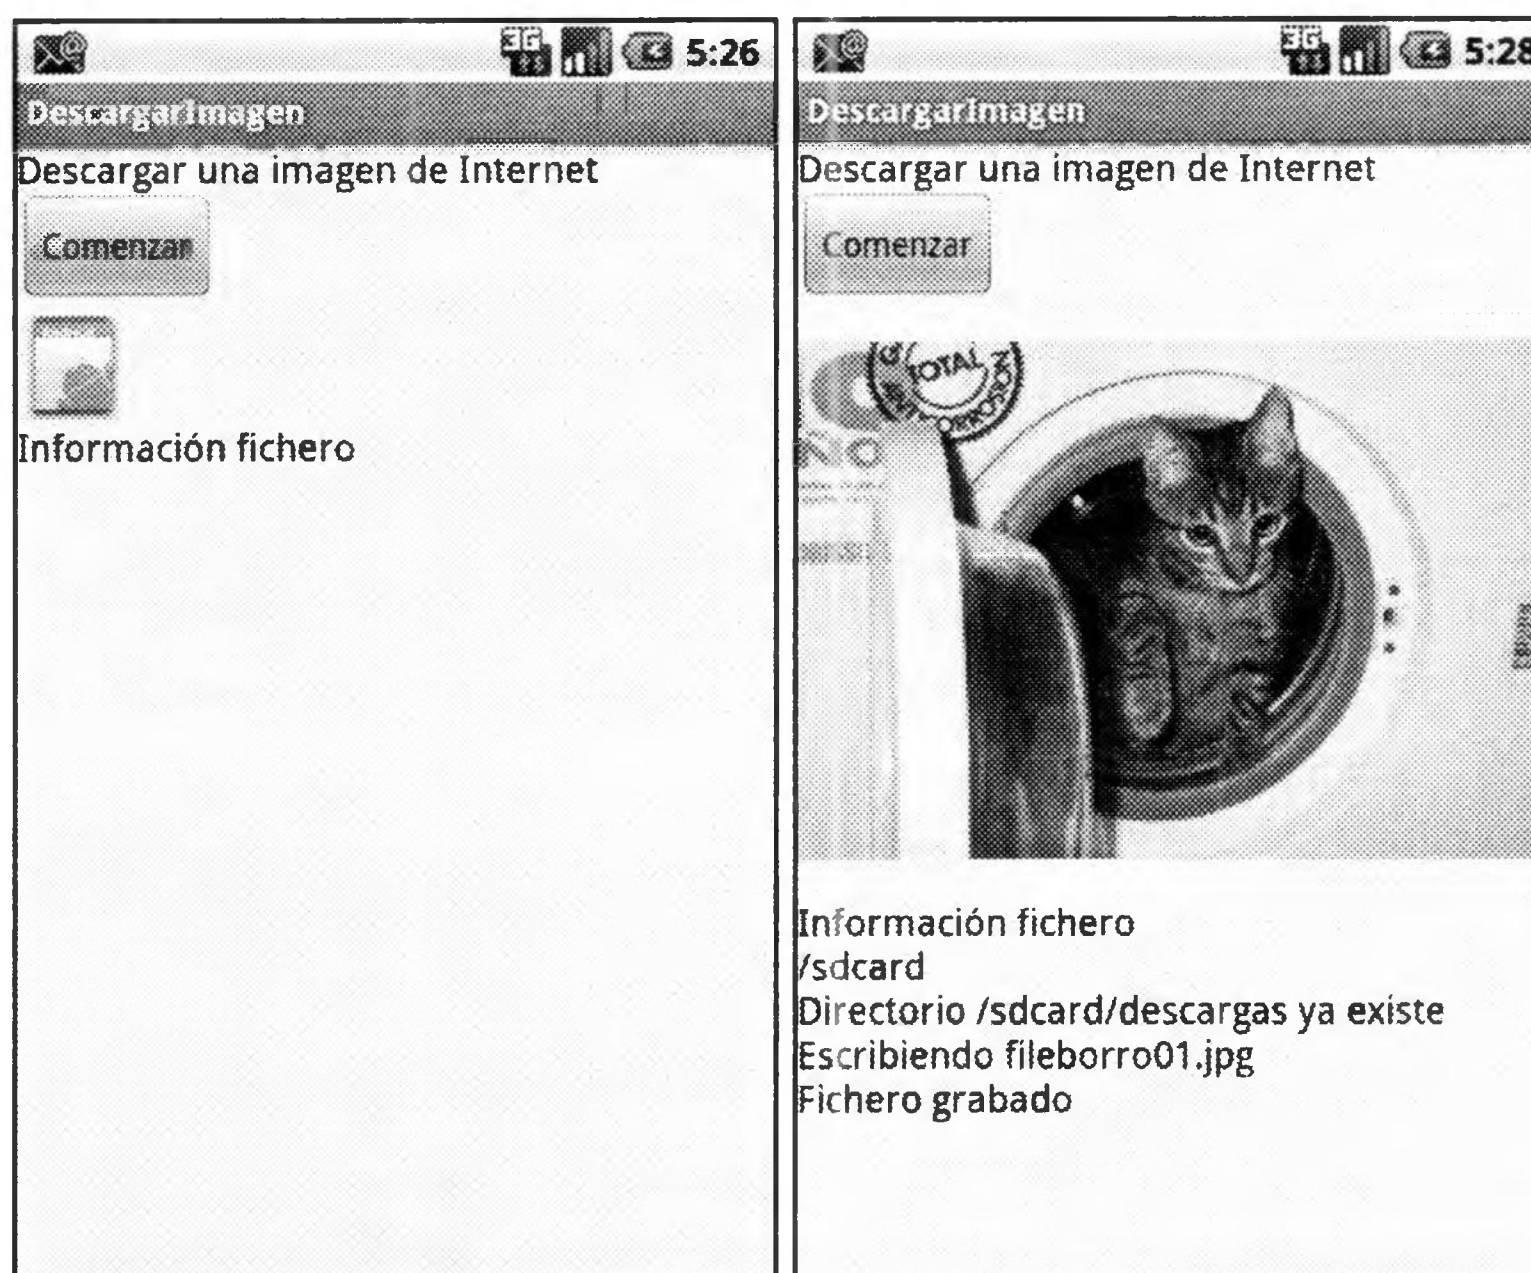 5:26
DescargarImagen
Descargar una imagen de Internet
Comenzar
Información fichero
5:28
DescargarImagen
Descargar una imagen de Internet
Comenzar
TOTAL
Información fichero
/sdcard
Directorio /sdcard/descargas ya existe
Escribiendo fileborro01.jpg
Fichero grabado